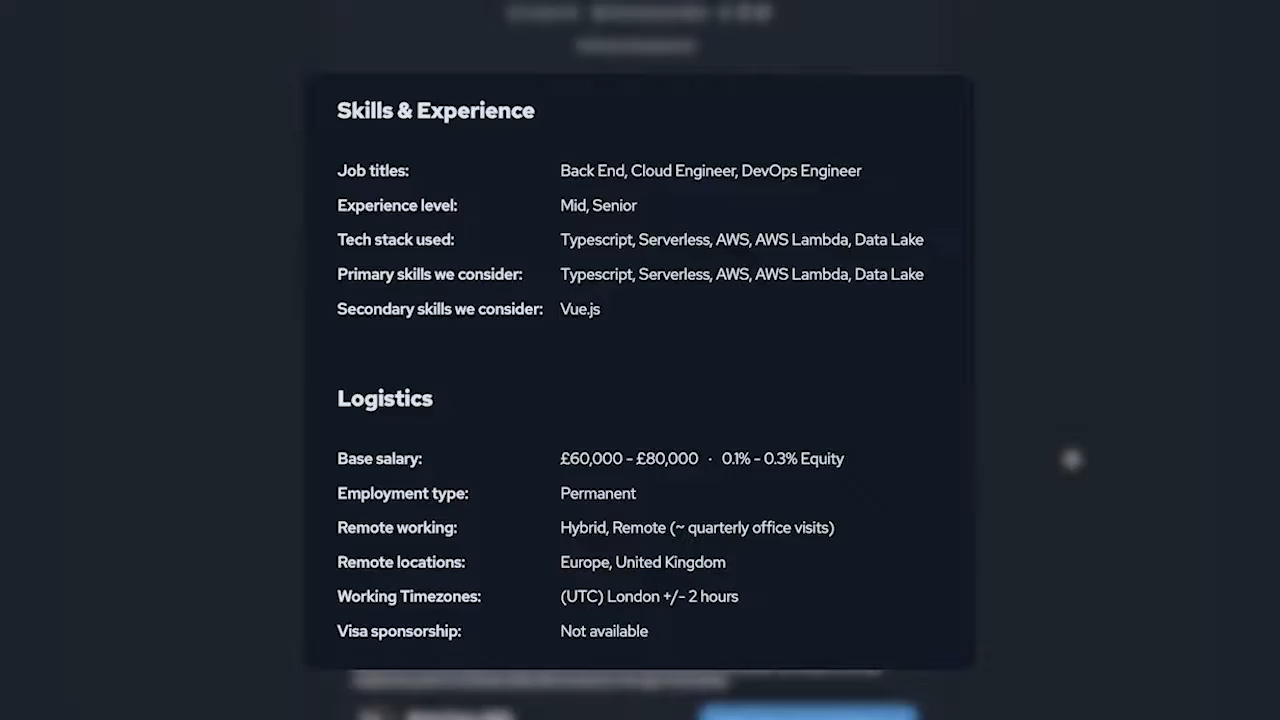 Skills & Experience
Job titles: Back End, Cloud Engineer, DevOps Engineer
Experience level: Mid, Senior
Tech stack used: Typescript, Serverless, AWS, AWS Lambda, Data Lake
Primary skills we consider: Typescript, Serverless, AWS, AWS Lambda, Data Lake
Secondary skills we consider: Vue.js
Logistics
Base salary: £60,000 - £80,000 · 0.1% - 0.3% Equity
Employment type: Permanent
Remote working: Hybrid, Remote (~ quarterly office visits)
Remote locations: Europe, United Kingdom
Working Timezones: (UTC) London +/- 2 hours
Visa sponsorship: Not available